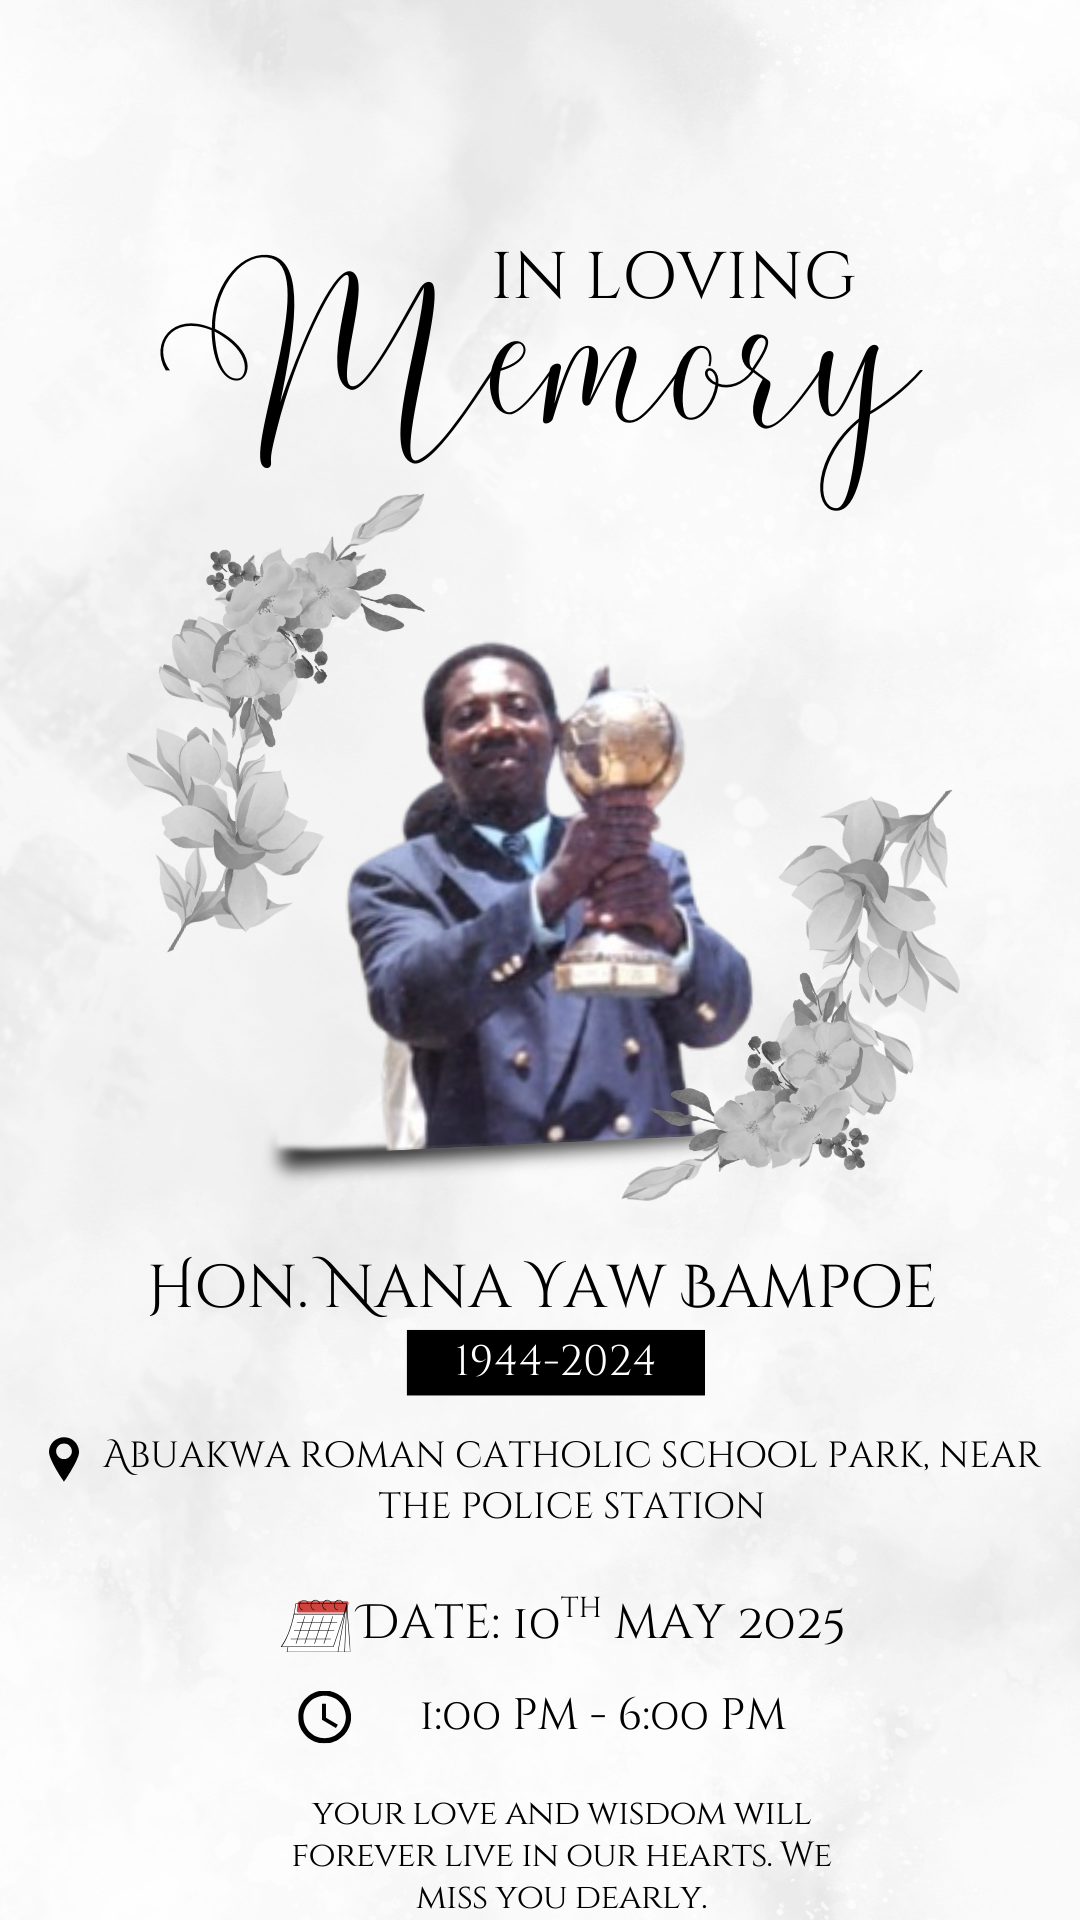 IN LOVING
Memory
HON. NANA YAW BAMPOE
1944-2024
ABUAKWA ROMAN CATHOLIC SCHOOL PARK, NEAR
THE POLICE STATION
DATE: 10TH MAY 2025
1:00 PM - 6:00 PM
YOUR LOVE AND WISDOM WILL
FOREVER LIVE IN OUR HEARTS. WE
MISS YOU DEARLY.